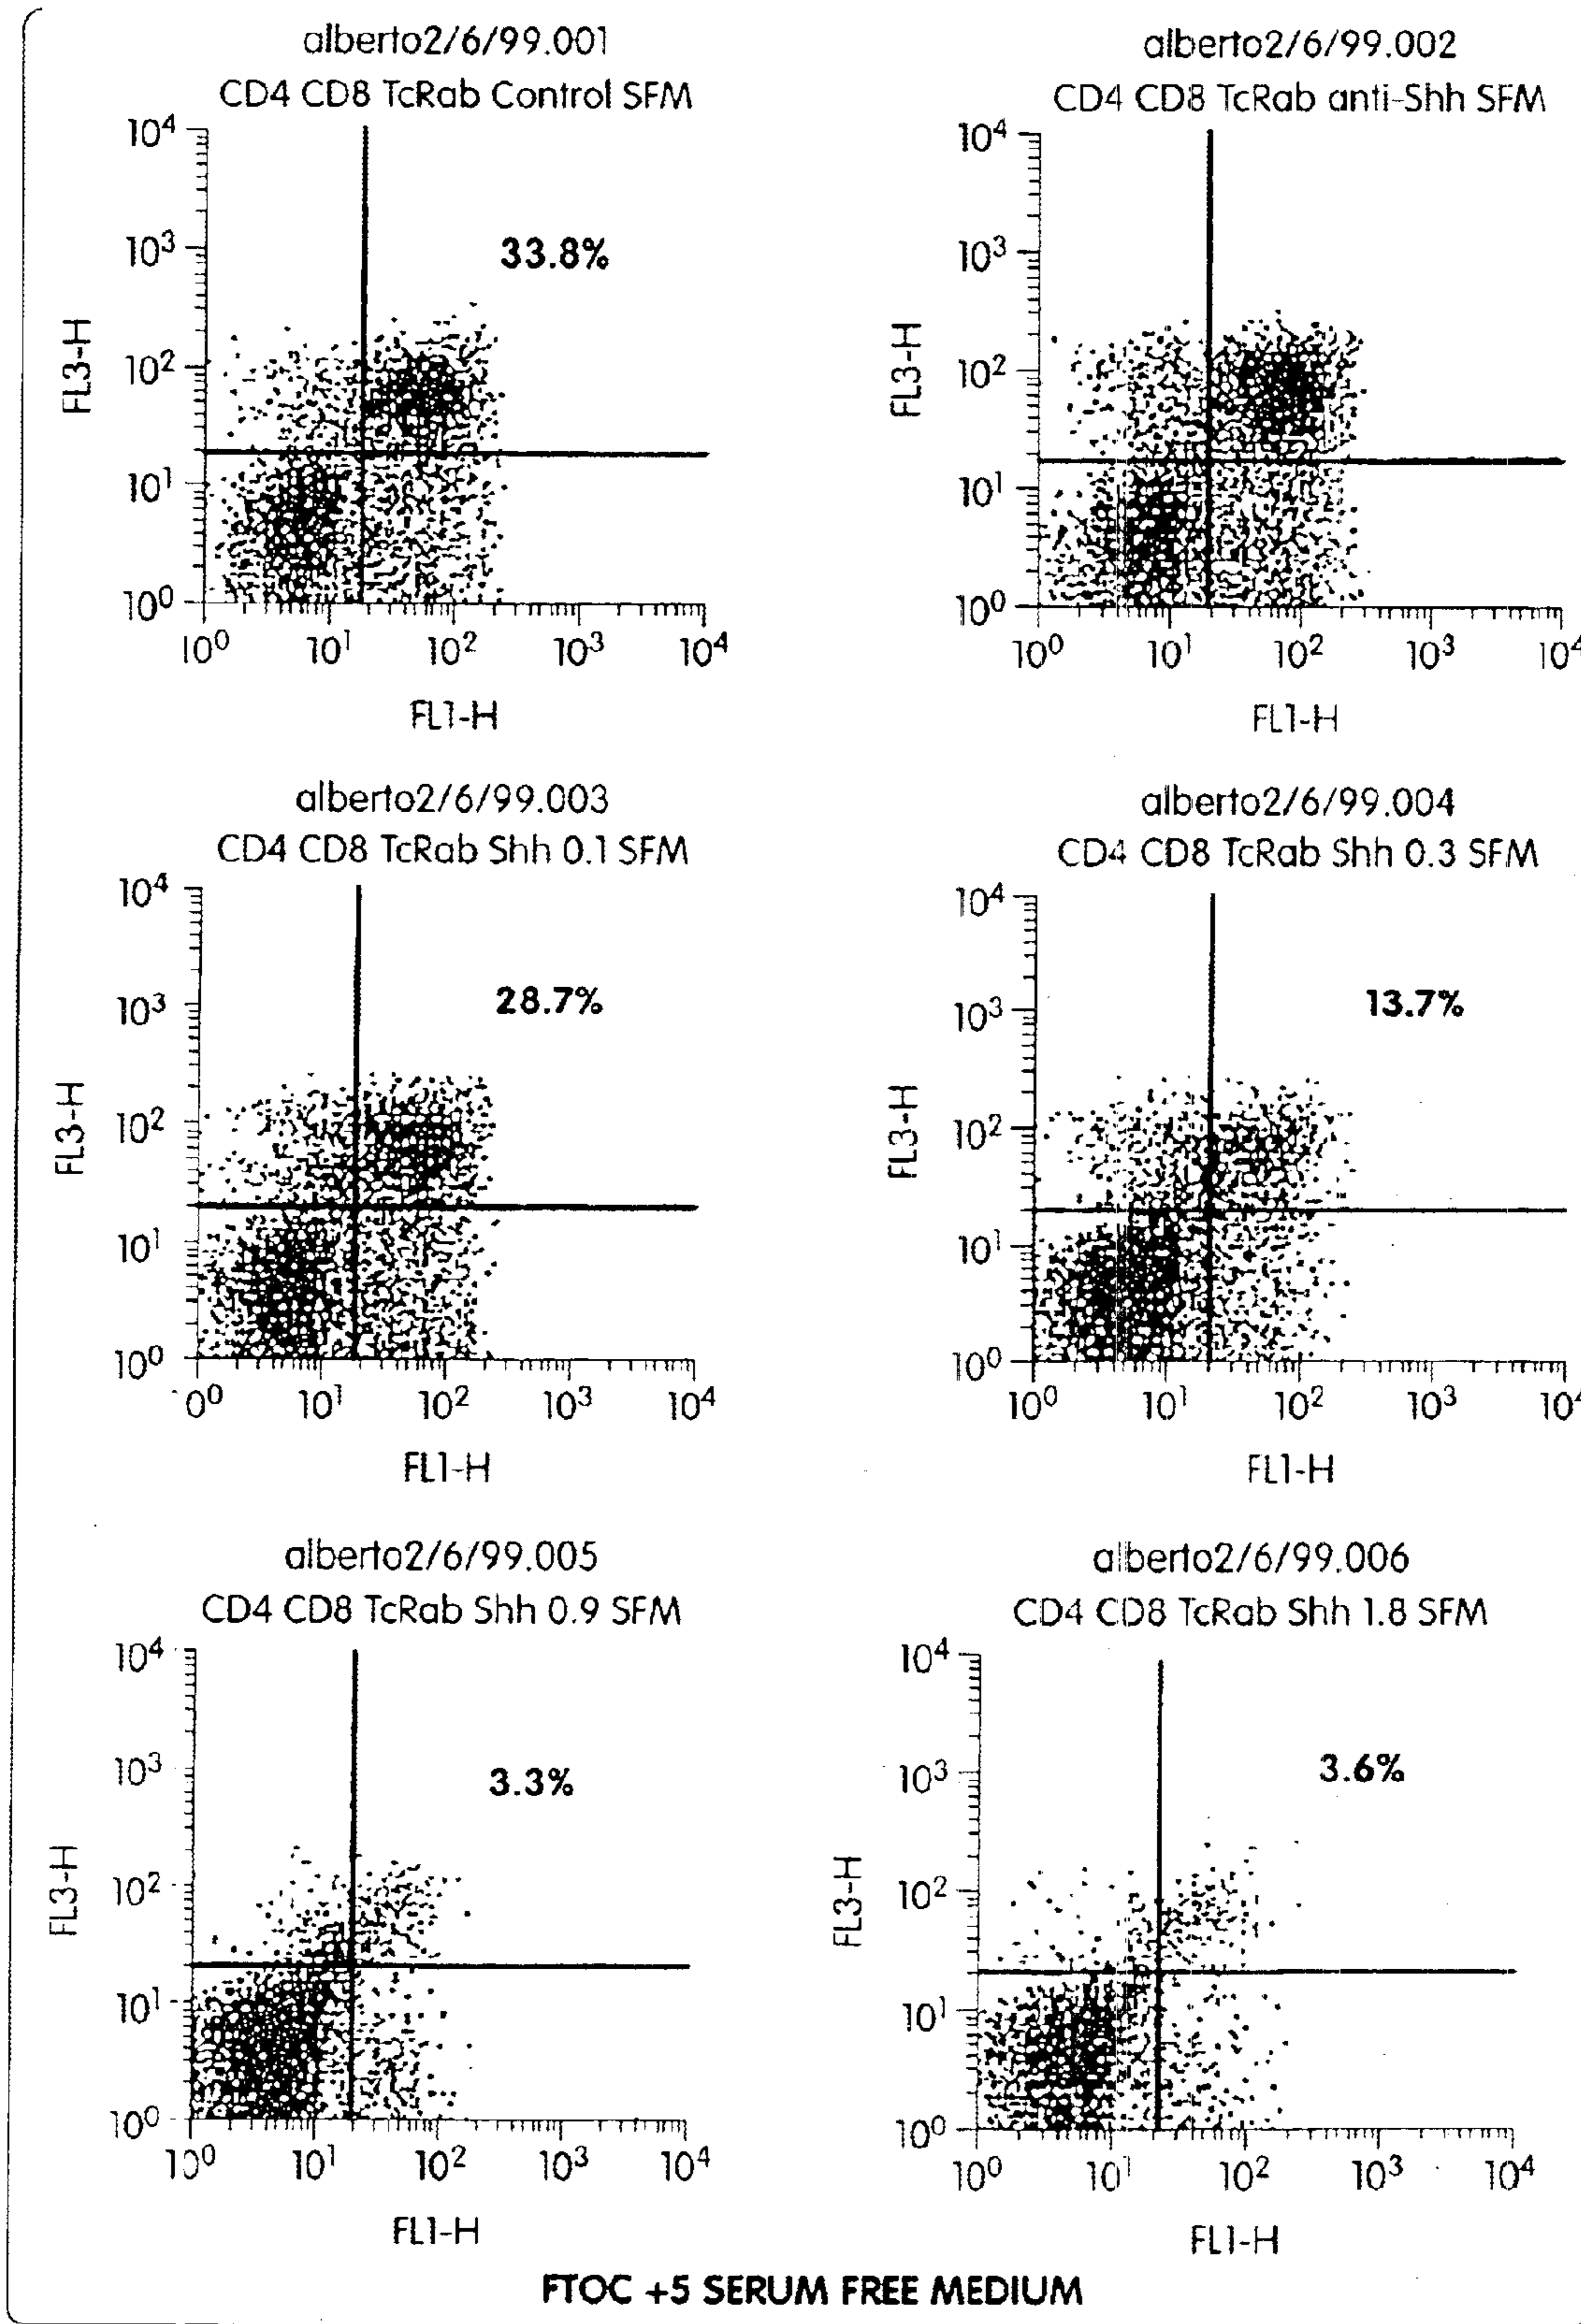 alberto2/6/99.001
CD4 CD8 TcRab Control SFM
10⁴
10³
10²
10¹
10⁰
33.8%
FL3-H
10⁰ 10¹ 10² 10³ 10⁴
FL1-H
alberto2/6/99.002
CD4 CD8 TcRab anti-Shh SFM
10⁴
10³
10²
10¹
10⁰
FL3-H
10⁰ 10¹ 10² 10³ 10⁴
FL1-H
alberto2/6/99.003
CD4 CD8 TcRab Shh 0.1 SFM
10⁴
10³
10²
10¹
10⁰
28.7%
FL3-H
10⁰ 10¹ 10² 10³ 10⁴
FL1-H
alberto2/6/99.004
CD4 CD8 TcRab Shh 0.3 SFM
10⁴
10³
10²
10¹
10⁰
13.7%
FL3-H
10⁰ 10¹ 10² 10³ 10⁴
FL1-H
alberto2/6/99.005
CD4 CD8 TcRab Shh 0.9 SFM
10⁴
10³
10²
10¹
10⁰
3.3%
FL3-H
10⁰ 10¹ 10² 10³ 10⁴
FL1-H
alberto2/6/99.006
CD4 CD8 TcRab Shh 1.8 SFM
10⁴
10³
10²
10¹
10⁰
3.6%
FL3-H
10⁰ 10¹ 10² 10³ 10⁴
FL1-H
FTOC +5 SERUM FREE MEDIUM